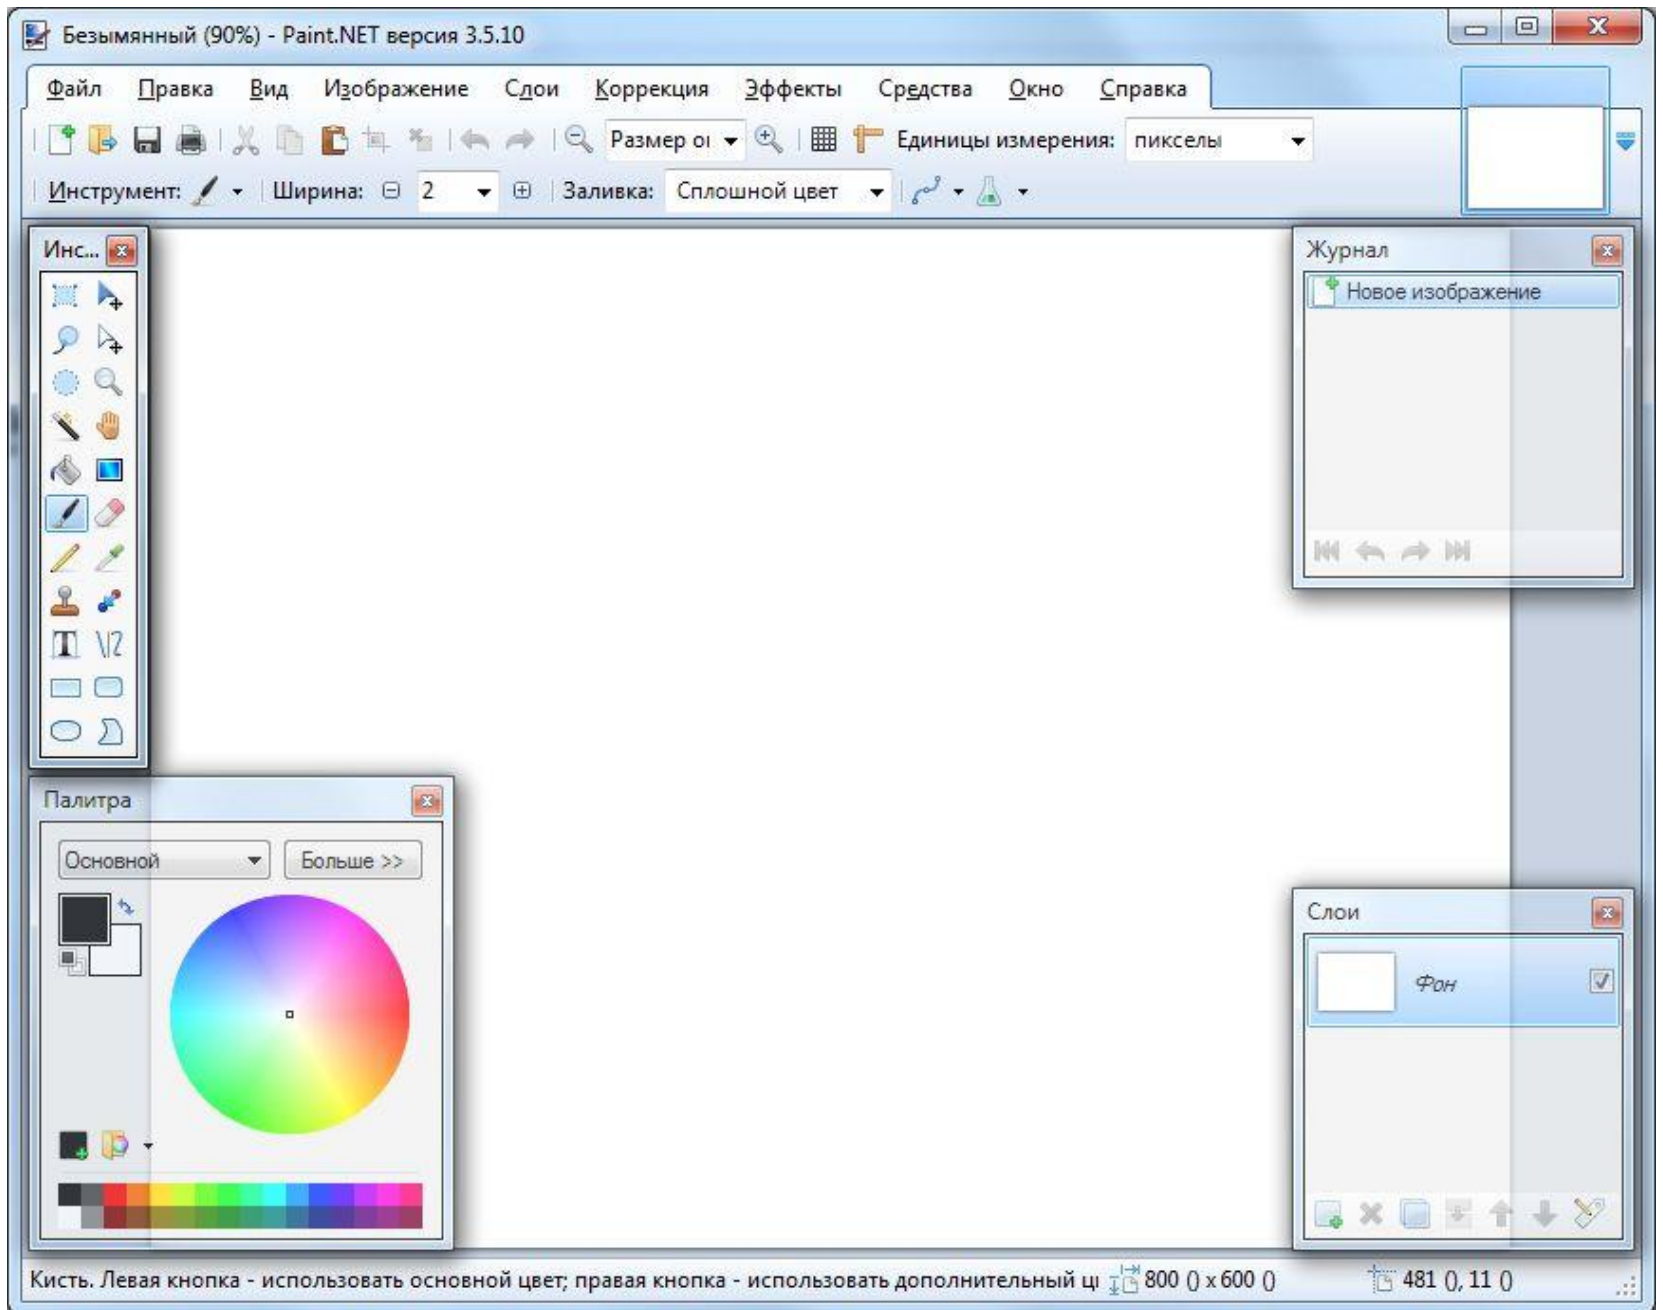 Безымянный (90%) - Paint.NET версия 3.5.10
Файл Правка Вид Изображение Слои Коррекция Эффекты Средства Окно Справка
Размер Единицы измерения: пикселы
Инструмент: Ширина: 2 Заливка: Сплошной цвет
Инс...
Журнал
Новое изображение
Палитра
Основной Больше >>
Слои
Фон
Кисть. Левая кнопка - использовать основной цвет; правая кнопка - использовать дополнительный 800 () x 600 () 481 (), 11 ()